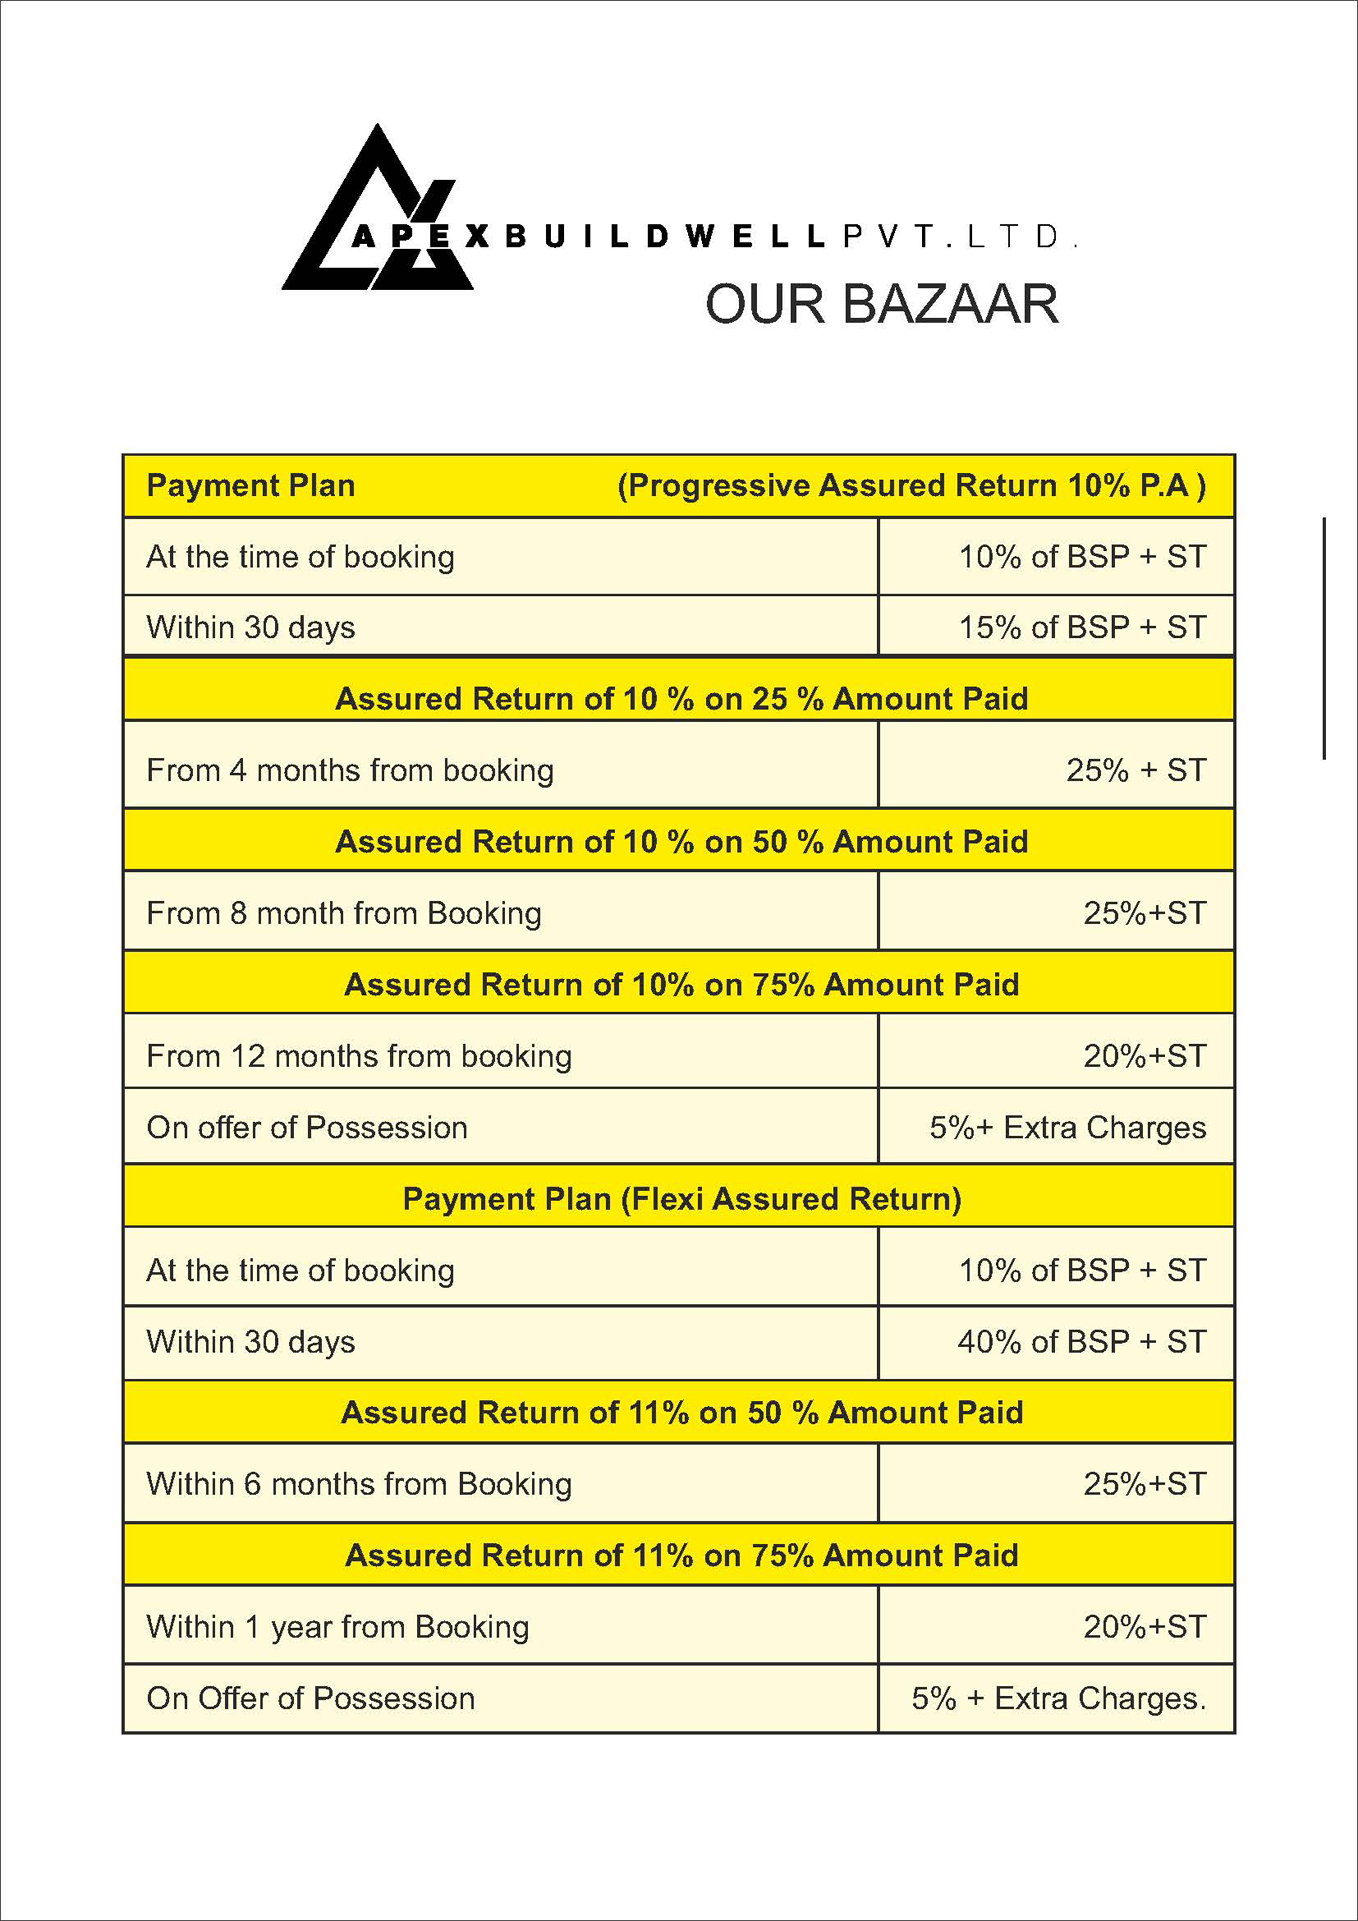 APEXBUILDWELLPVT.LTD.
OUR BAZAAR
Payment Plan (Progressive Assured Return 10% P.A )
At the time of booking 10% of BSP + ST
Within 30 days 15% of BSP + ST
Assured Return of 10 % on 25 % Amount Paid
From 4 months from booking 25% + ST
Assured Return of 10 % on 50 % Amount Paid
From 8 month from Booking 25%+ST
Assured Return of 10% on 75% Amount Paid
From 12 months from booking 20%+ST
On offer of Possession 5%+ Extra Charges
Payment Plan (Flexi Assured Return)
At the time of booking 10% of BSP + ST
Within 30 days 40% of BSP + ST
Assured Return of 11% on 50 % Amount Paid
Within 6 months from Booking 25%+ST
Assured Return of 11% on 75% Amount Paid
Within 1 year from Booking 20%+ST
On Offer of Possession 5% + Extra Charges.